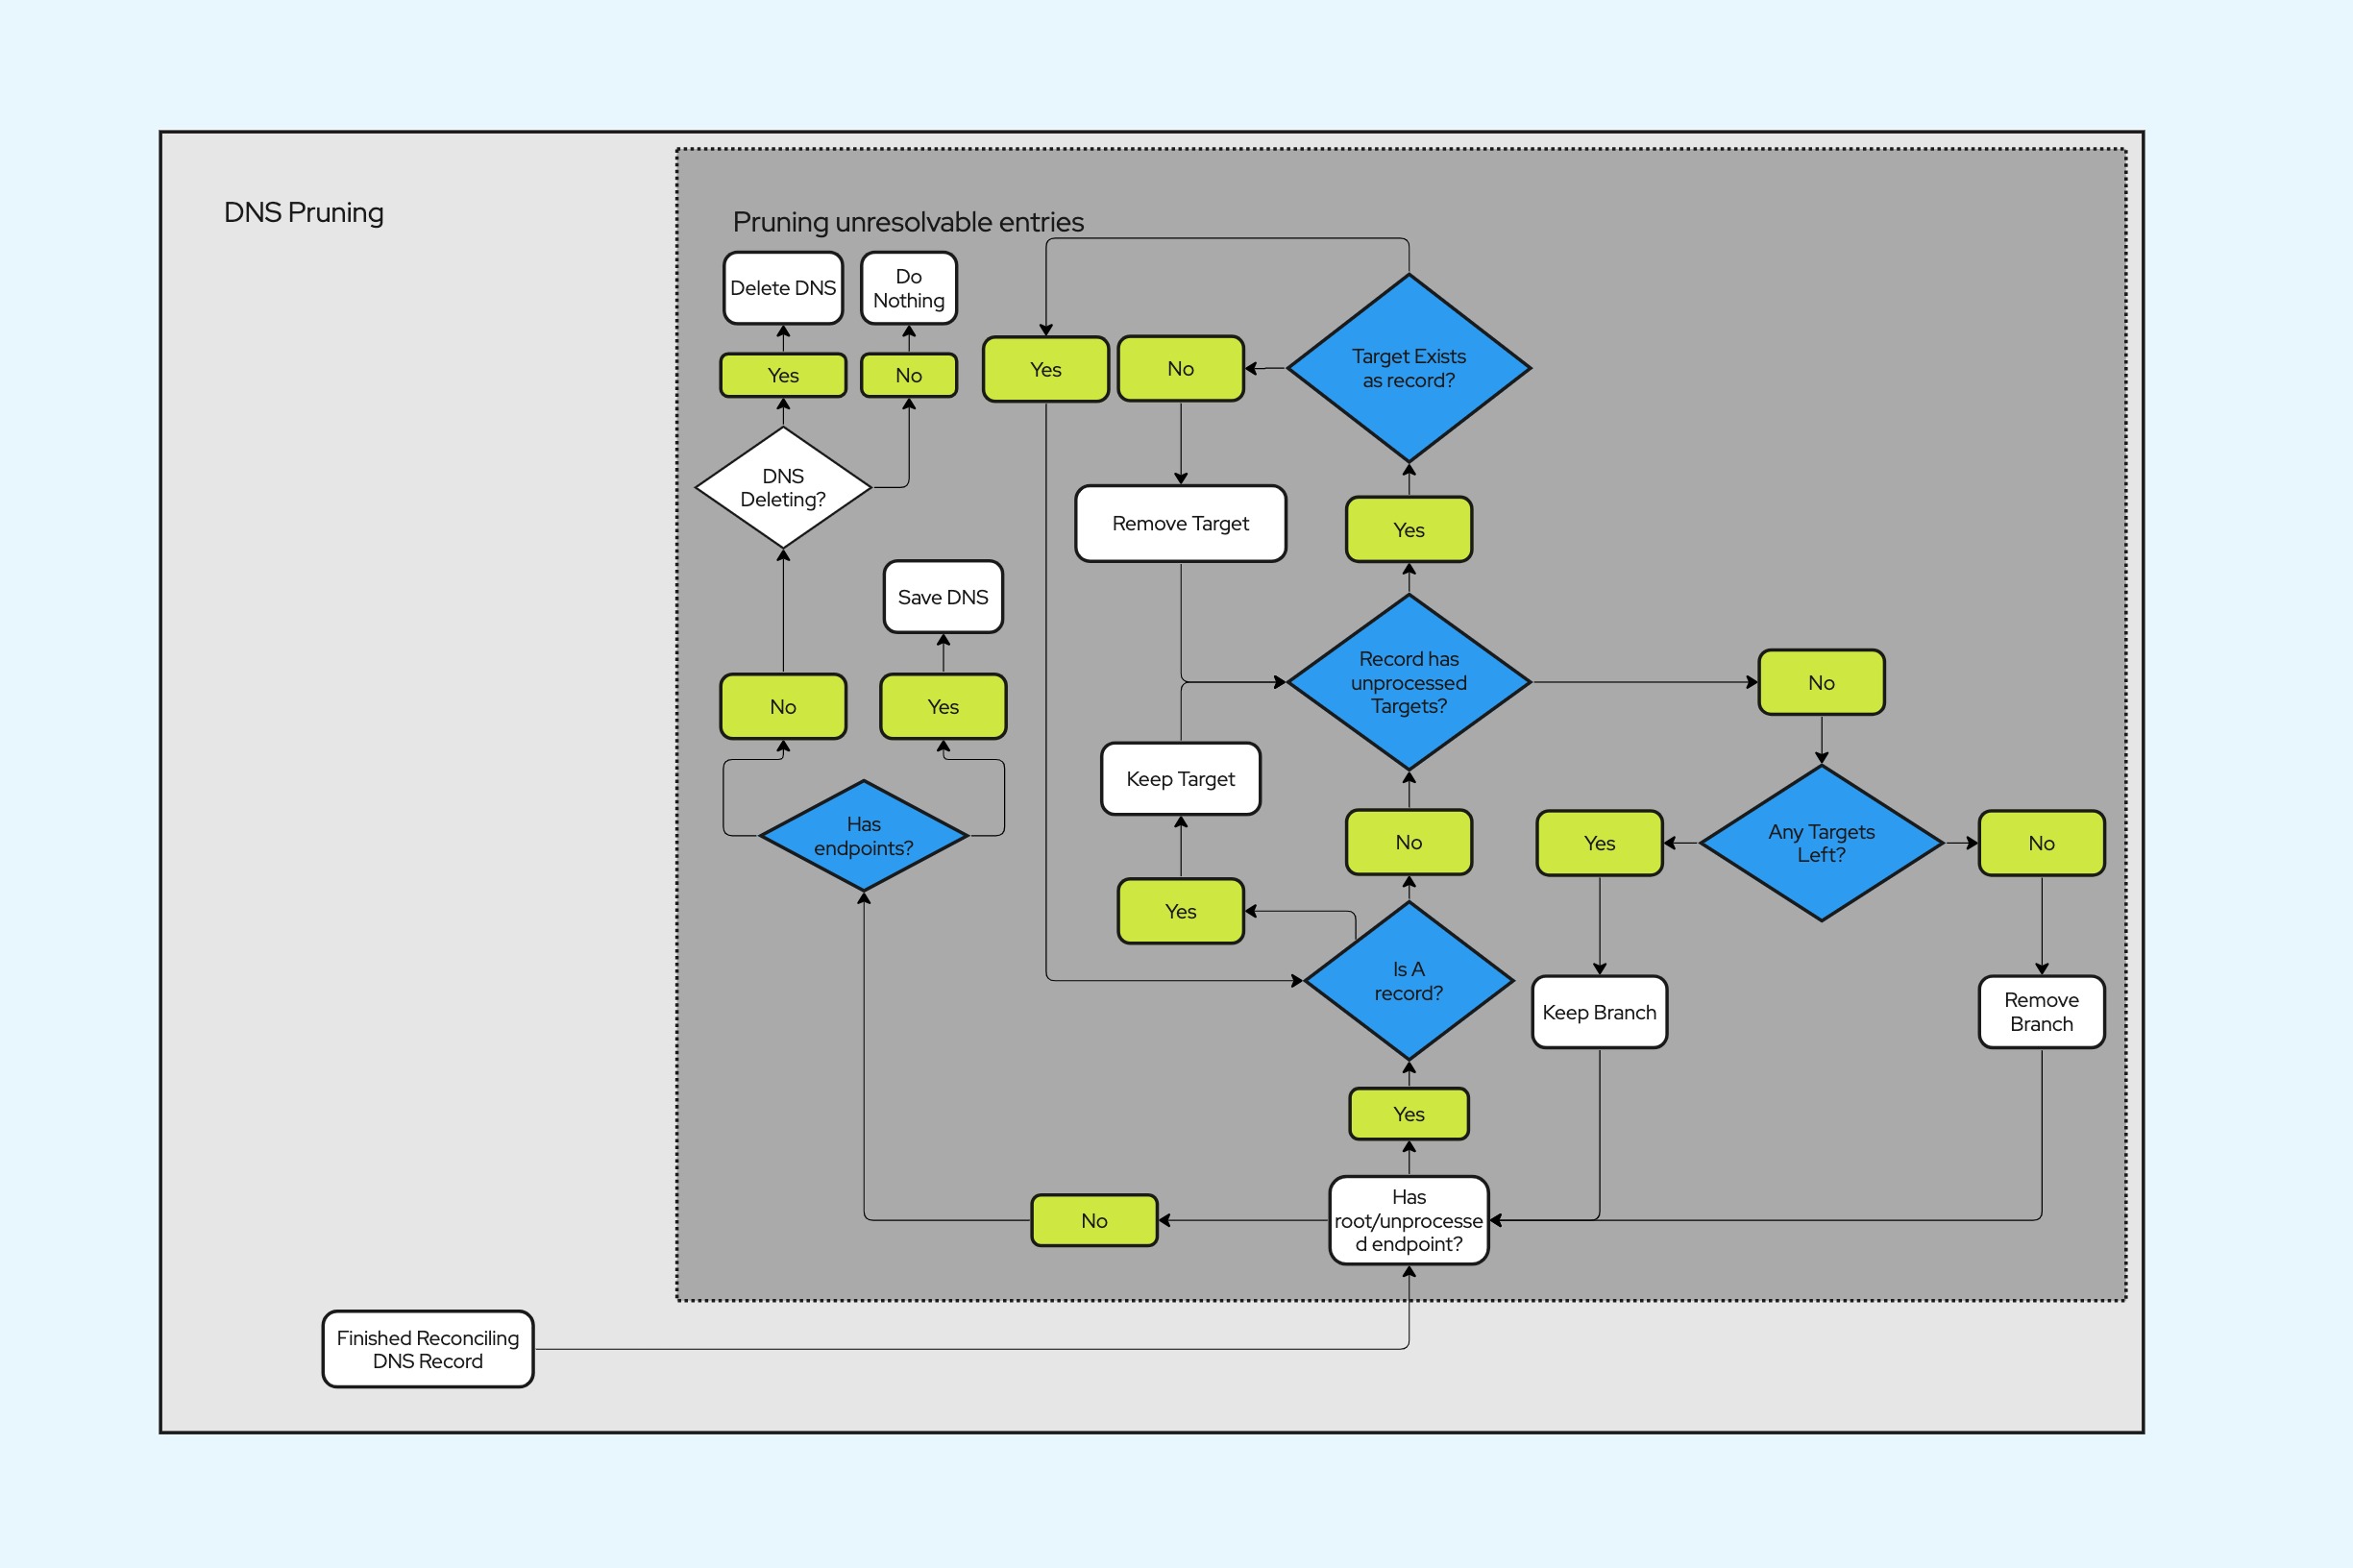 DNS Pruning
Pruning unresolvable entries
Delete DNS
Do
Nothing
Yes
No
Yes
No
Target Exists
as record?
DNS
Deleting?
Remove Target
Yes
Save DNS
No
Yes
Record has
unprocessed
Targets?
No
Keep Target
Has
endpoints?
No
Yes
Any Targets
Left?
No
Yes
Is A
record?
Keep Branch
Remove
Branch
Yes
No
Has
root/unprocesse
d endpoint?
Finished Reconciling
DNS Record